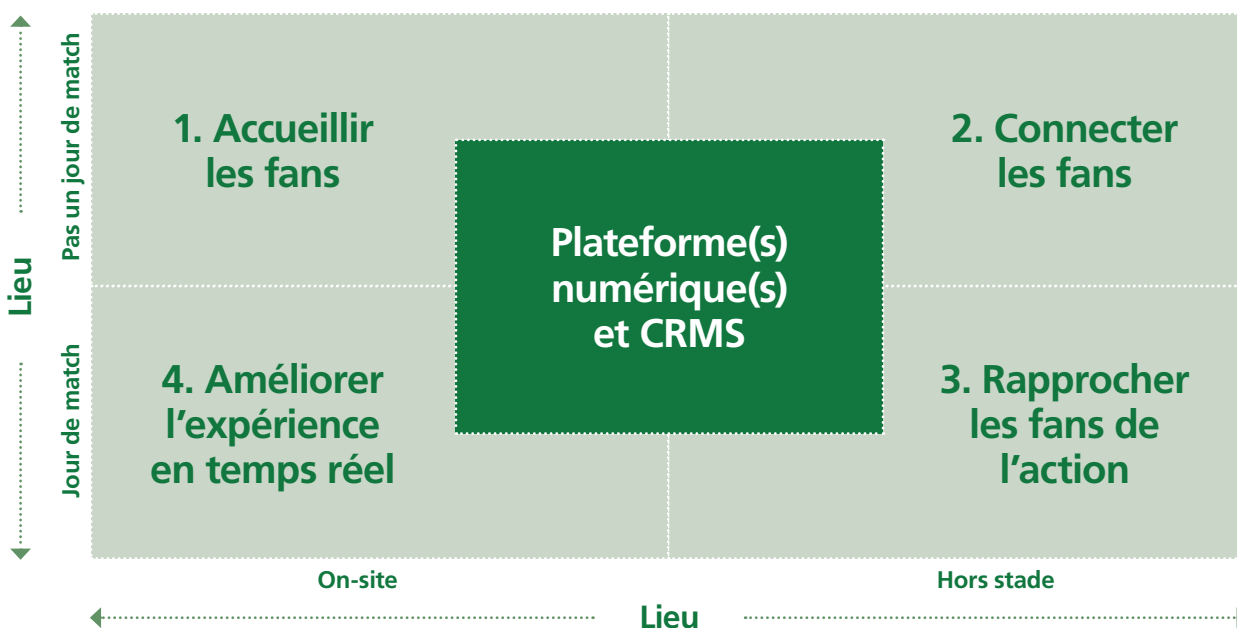 Lieu
Pas un jour de match
Jour de match
1. Accueillir
les fans
2. Connecter
les fans
Plateforme(s)
numérique(s)
et CRMS
4. Améliorer
l’expérience
en temps réel
3. Rapprocher
les fans de
l’action
On-site
Hors stade
Lieu